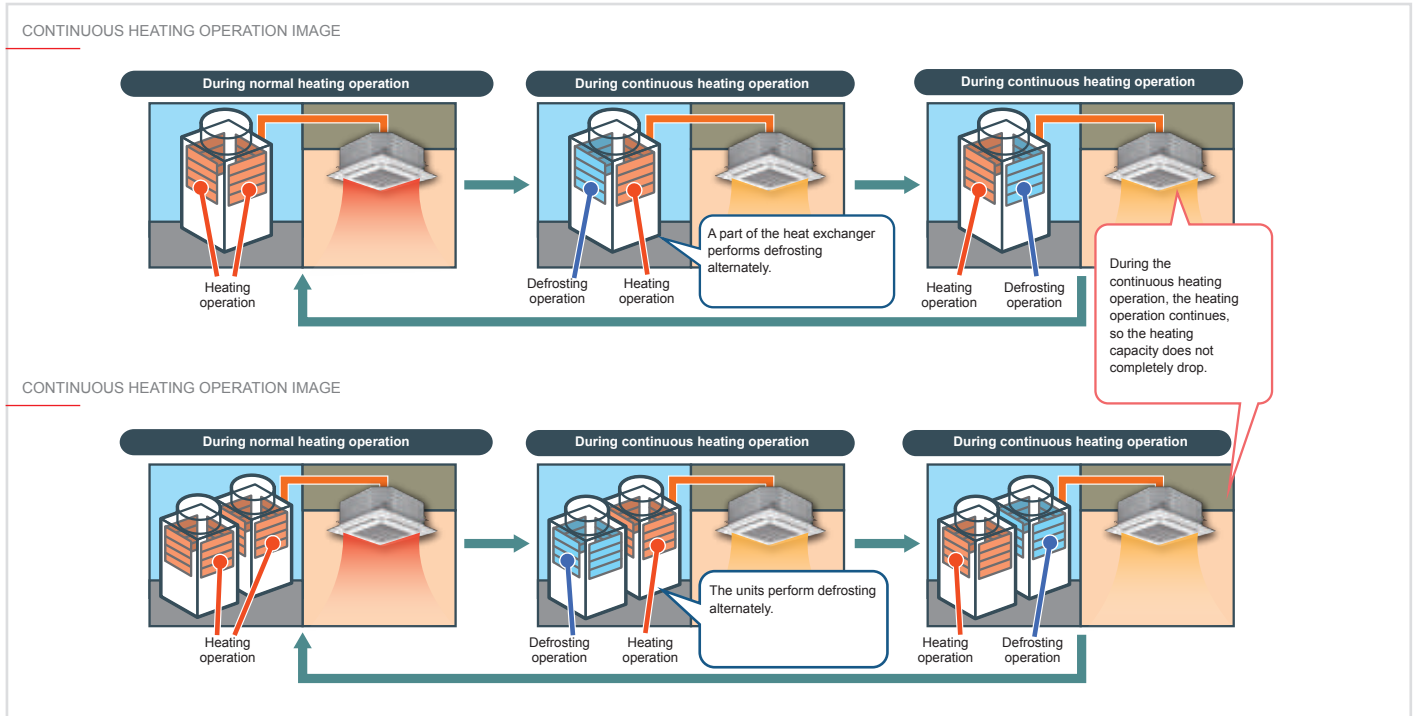 CONTINUOUS HEATING OPERATION IMAGE
During normal heating operation
During continuous heating operation
During continuous heating operation
Heating
operation
Defrosting
operation
Heating
operation
A part of the heat exchanger
performs defrosting
alternately.
Heating
operation
Defrosting
operation
During the
continuous heating
operation, the heating
operation continues,
so the heating
capacity does not
completely drop.
CONTINUOUS HEATING OPERATION IMAGE
During normal heating operation
During continuous heating operation
During continuous heating operation
Heating
operation
Defrosting
operation
Heating
operation
The units perform defrosting
alternately.
Heating
operation
Defrosting
operation